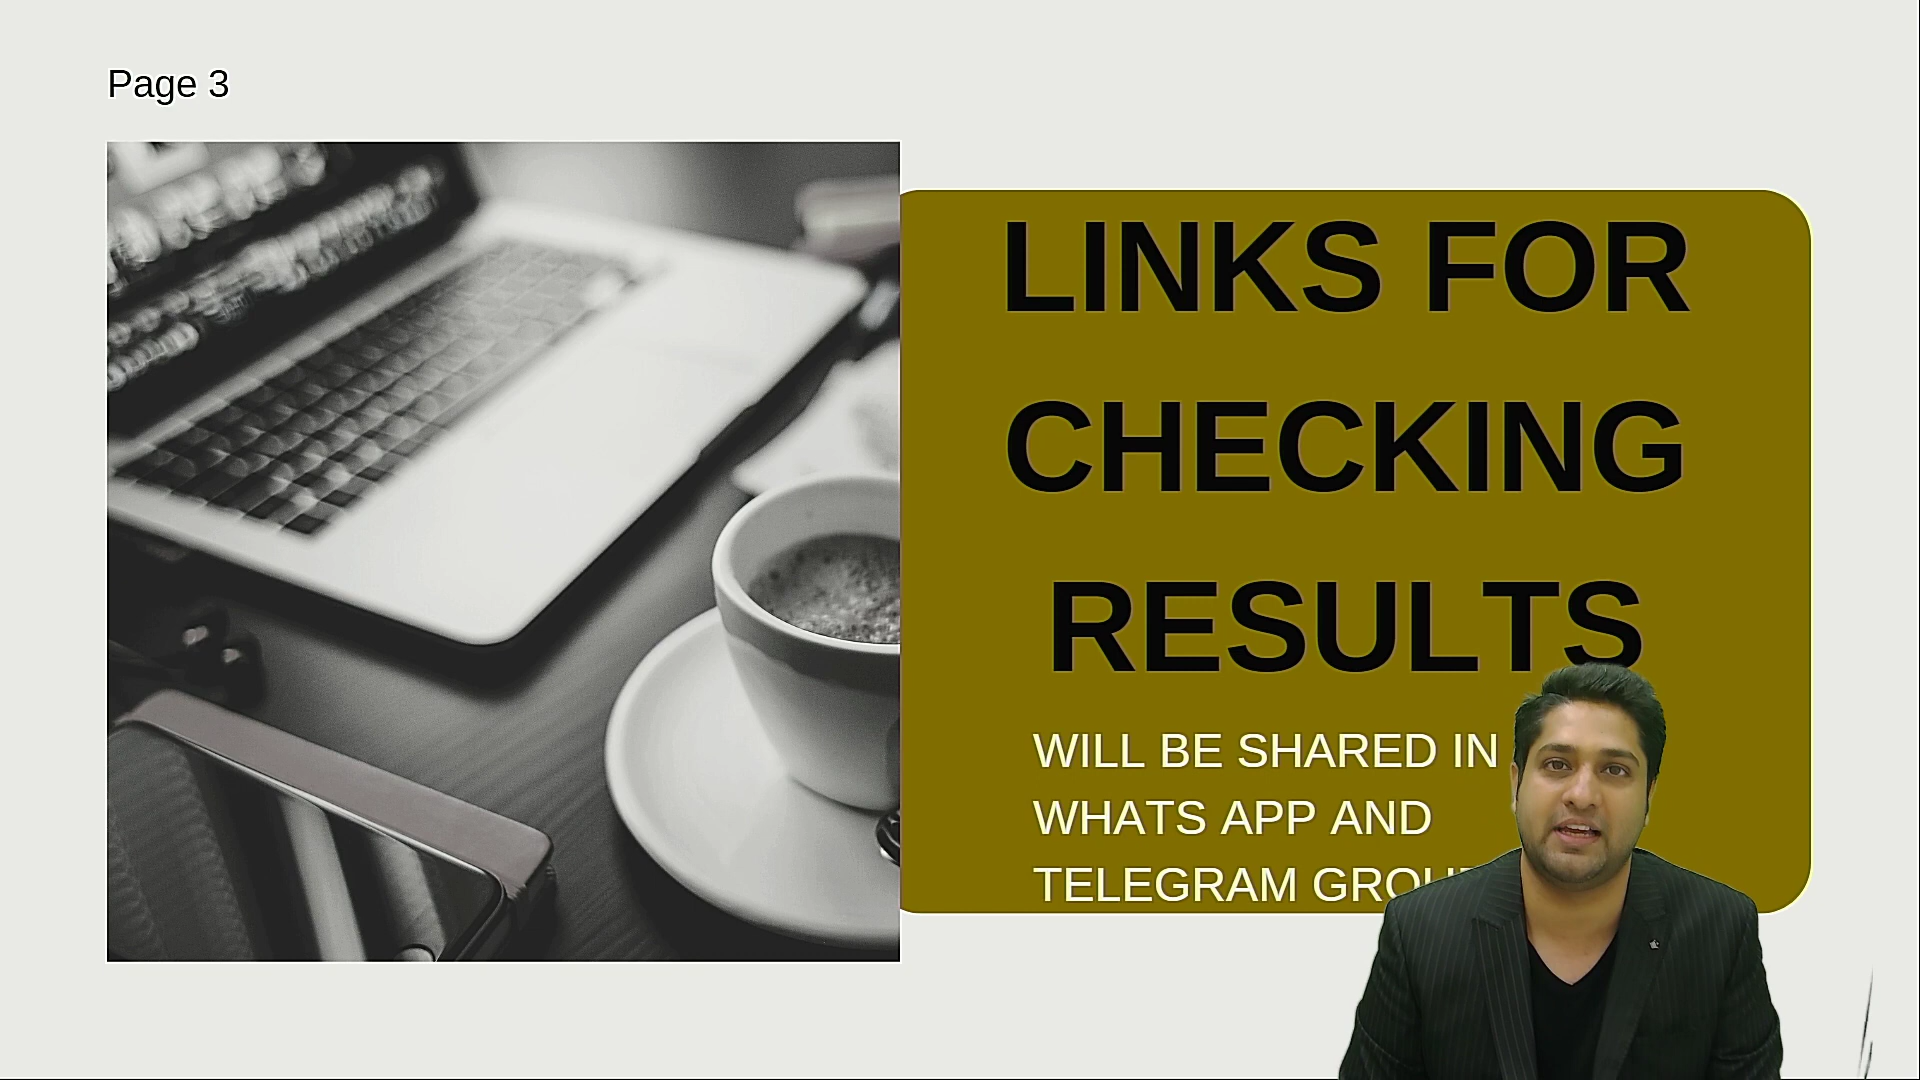 Page 3
LINKS FOR
CHECKING
RESULTS
WILL BE SHARED IN
WHATS APP AND
TELEGRAM